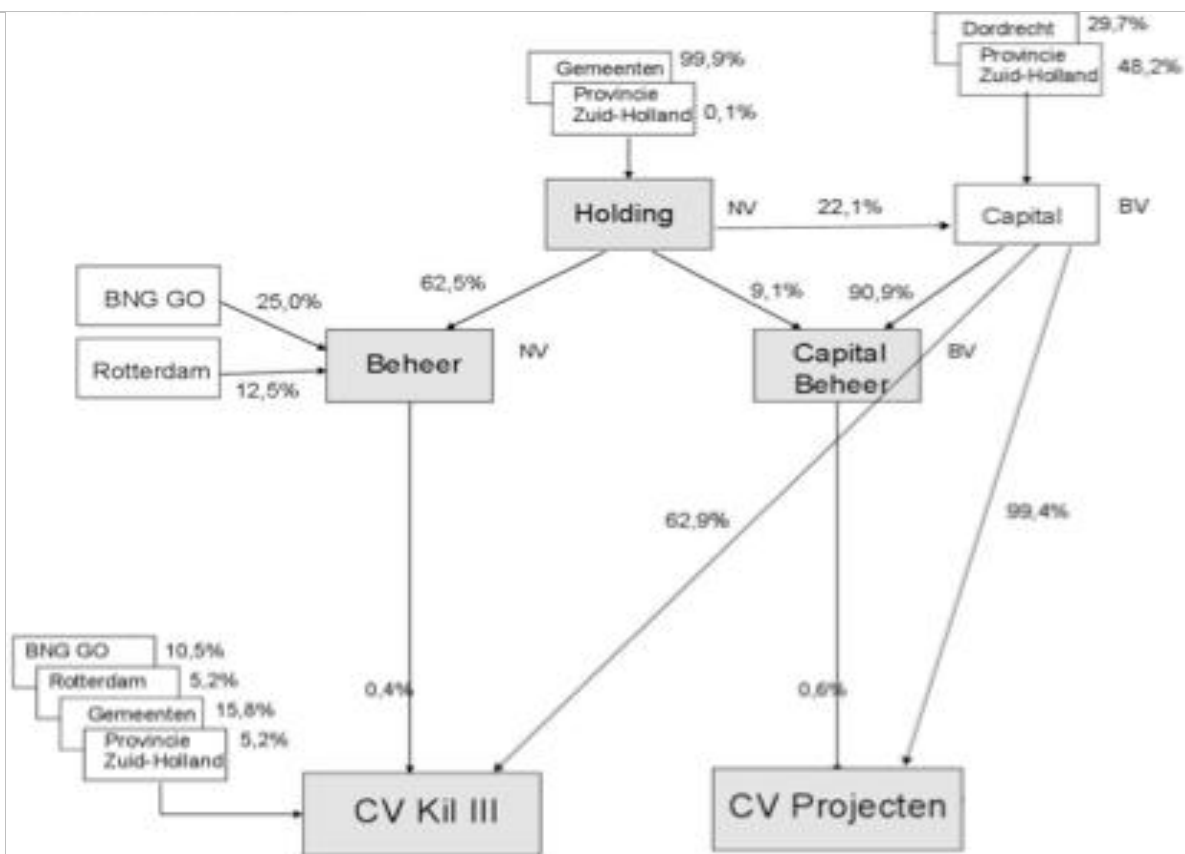 Dordrecht 29,7%
Provincie
Zuid-Holland 48,2%
Gemeenten 99,9%
Provincie
Zuid-Holland 0,1%
Holding NV 22,1% Capital BV
BNG GO 25,0% 62,5% 9,1% 90,9%
Rotterdam 12,5%
Beheer NV
Capital
Beheer
BV
62,9% 99,4%
BNG GO 10,5%
Rotterdam 5,2%
Gemeenten 15,8%
Provincie
Zuid-Holland 5,2%
0,4% 0,6%
CV Kil III CV Projecten